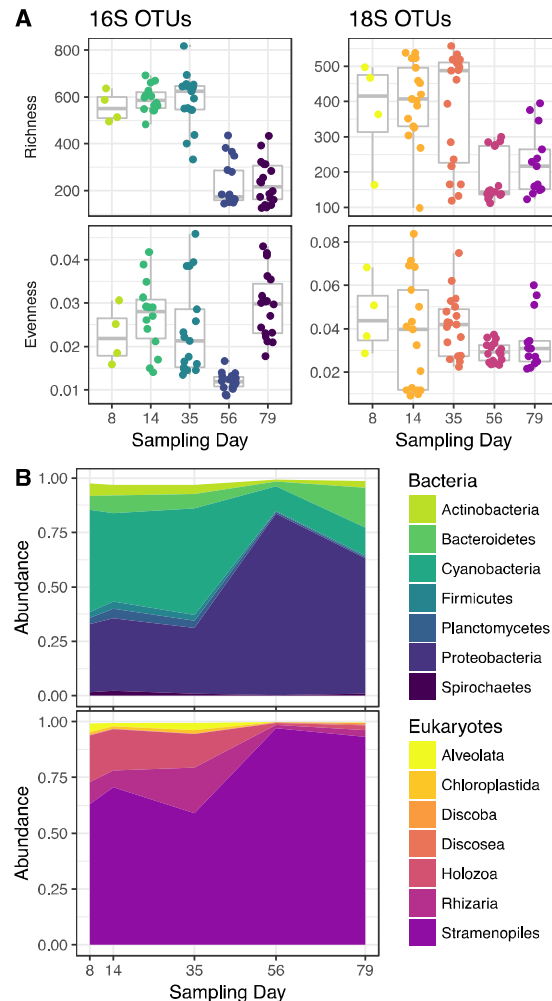 A
16S OTUs
18S OTUs
Richness
800
600
400
200
500
400
300
200
100
Evenness
0.04
0.03
0.02
0.01
0.08
0.06
0.04
0.02
8 14 35 56 79
8 14 35 56 79
Sampling Day
Sampling Day
B
Abundance
1.00
0.75
0.50
0.25
0.00
Bacteria
Actinobacteria
Bacteroidetes
Cyanobacteria
Firmicutes
Planctomycetes
Proteobacteria
Spirochaetes
Abundance
1.00
0.75
0.50
0.25
0.00
8 14 35 56 79
Sampling Day
Eukaryotes
Alveolata
Chloroplastida
Discoba
Discosea
Holozoa
Rhizaria
Stramenopiles